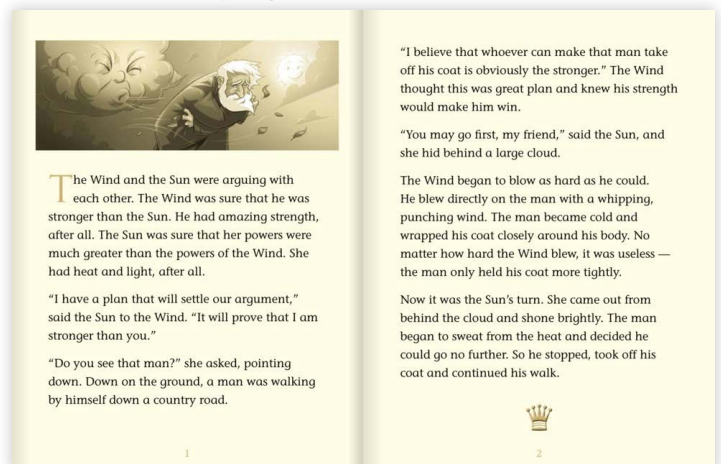 The Wind and the Sun were arguing with
each other. The Wind was sure that he was
stronger than the Sun. He had amazing strength,
after all. The Sun was sure that her powers were
much greater than the powers of the Wind. She
had heat and light, after all.
“I have a plan that will settle our argument,”
said the Sun to the Wind. “It will prove that I am
stronger than you.”
“Do you see that man?” she asked, pointing
down. Down on the ground, a man was walking
by himself down a country road.
1
“I believe that whoever can make that man take
off his coat is obviously the stronger.” The Wind
thought this was great plan and knew his strength
would make him win.
“You may go first, my friend,” said the Sun, and
she hid behind a large cloud.
The Wind began to blow as hard as he could.
He blew directly on the man with a whipping,
punching wind. The man became cold and
wrapped his coat closely around his body. No
matter how hard the Wind blew, it was useless —
the man only held his coat more tightly.
Now it was the Sun’s turn. She came out from
behind the cloud and shone brightly. The man
began to sweat from the heat and decided he
could go no further. So he stopped, took off his
coat and continued his walk.
2